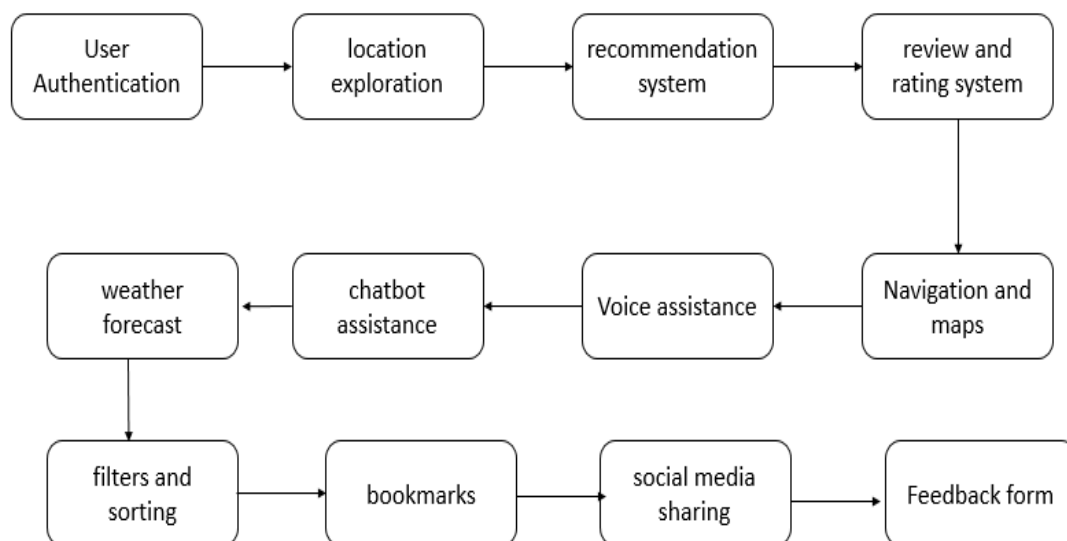 User
Authentication
location
exploration
recommendation
system
review and
rating system
weather
forecast
chatbot
assistance
Voice assistance
Navigation and
maps
filters and
sorting
bookmarks
social media
sharing
Feedback form